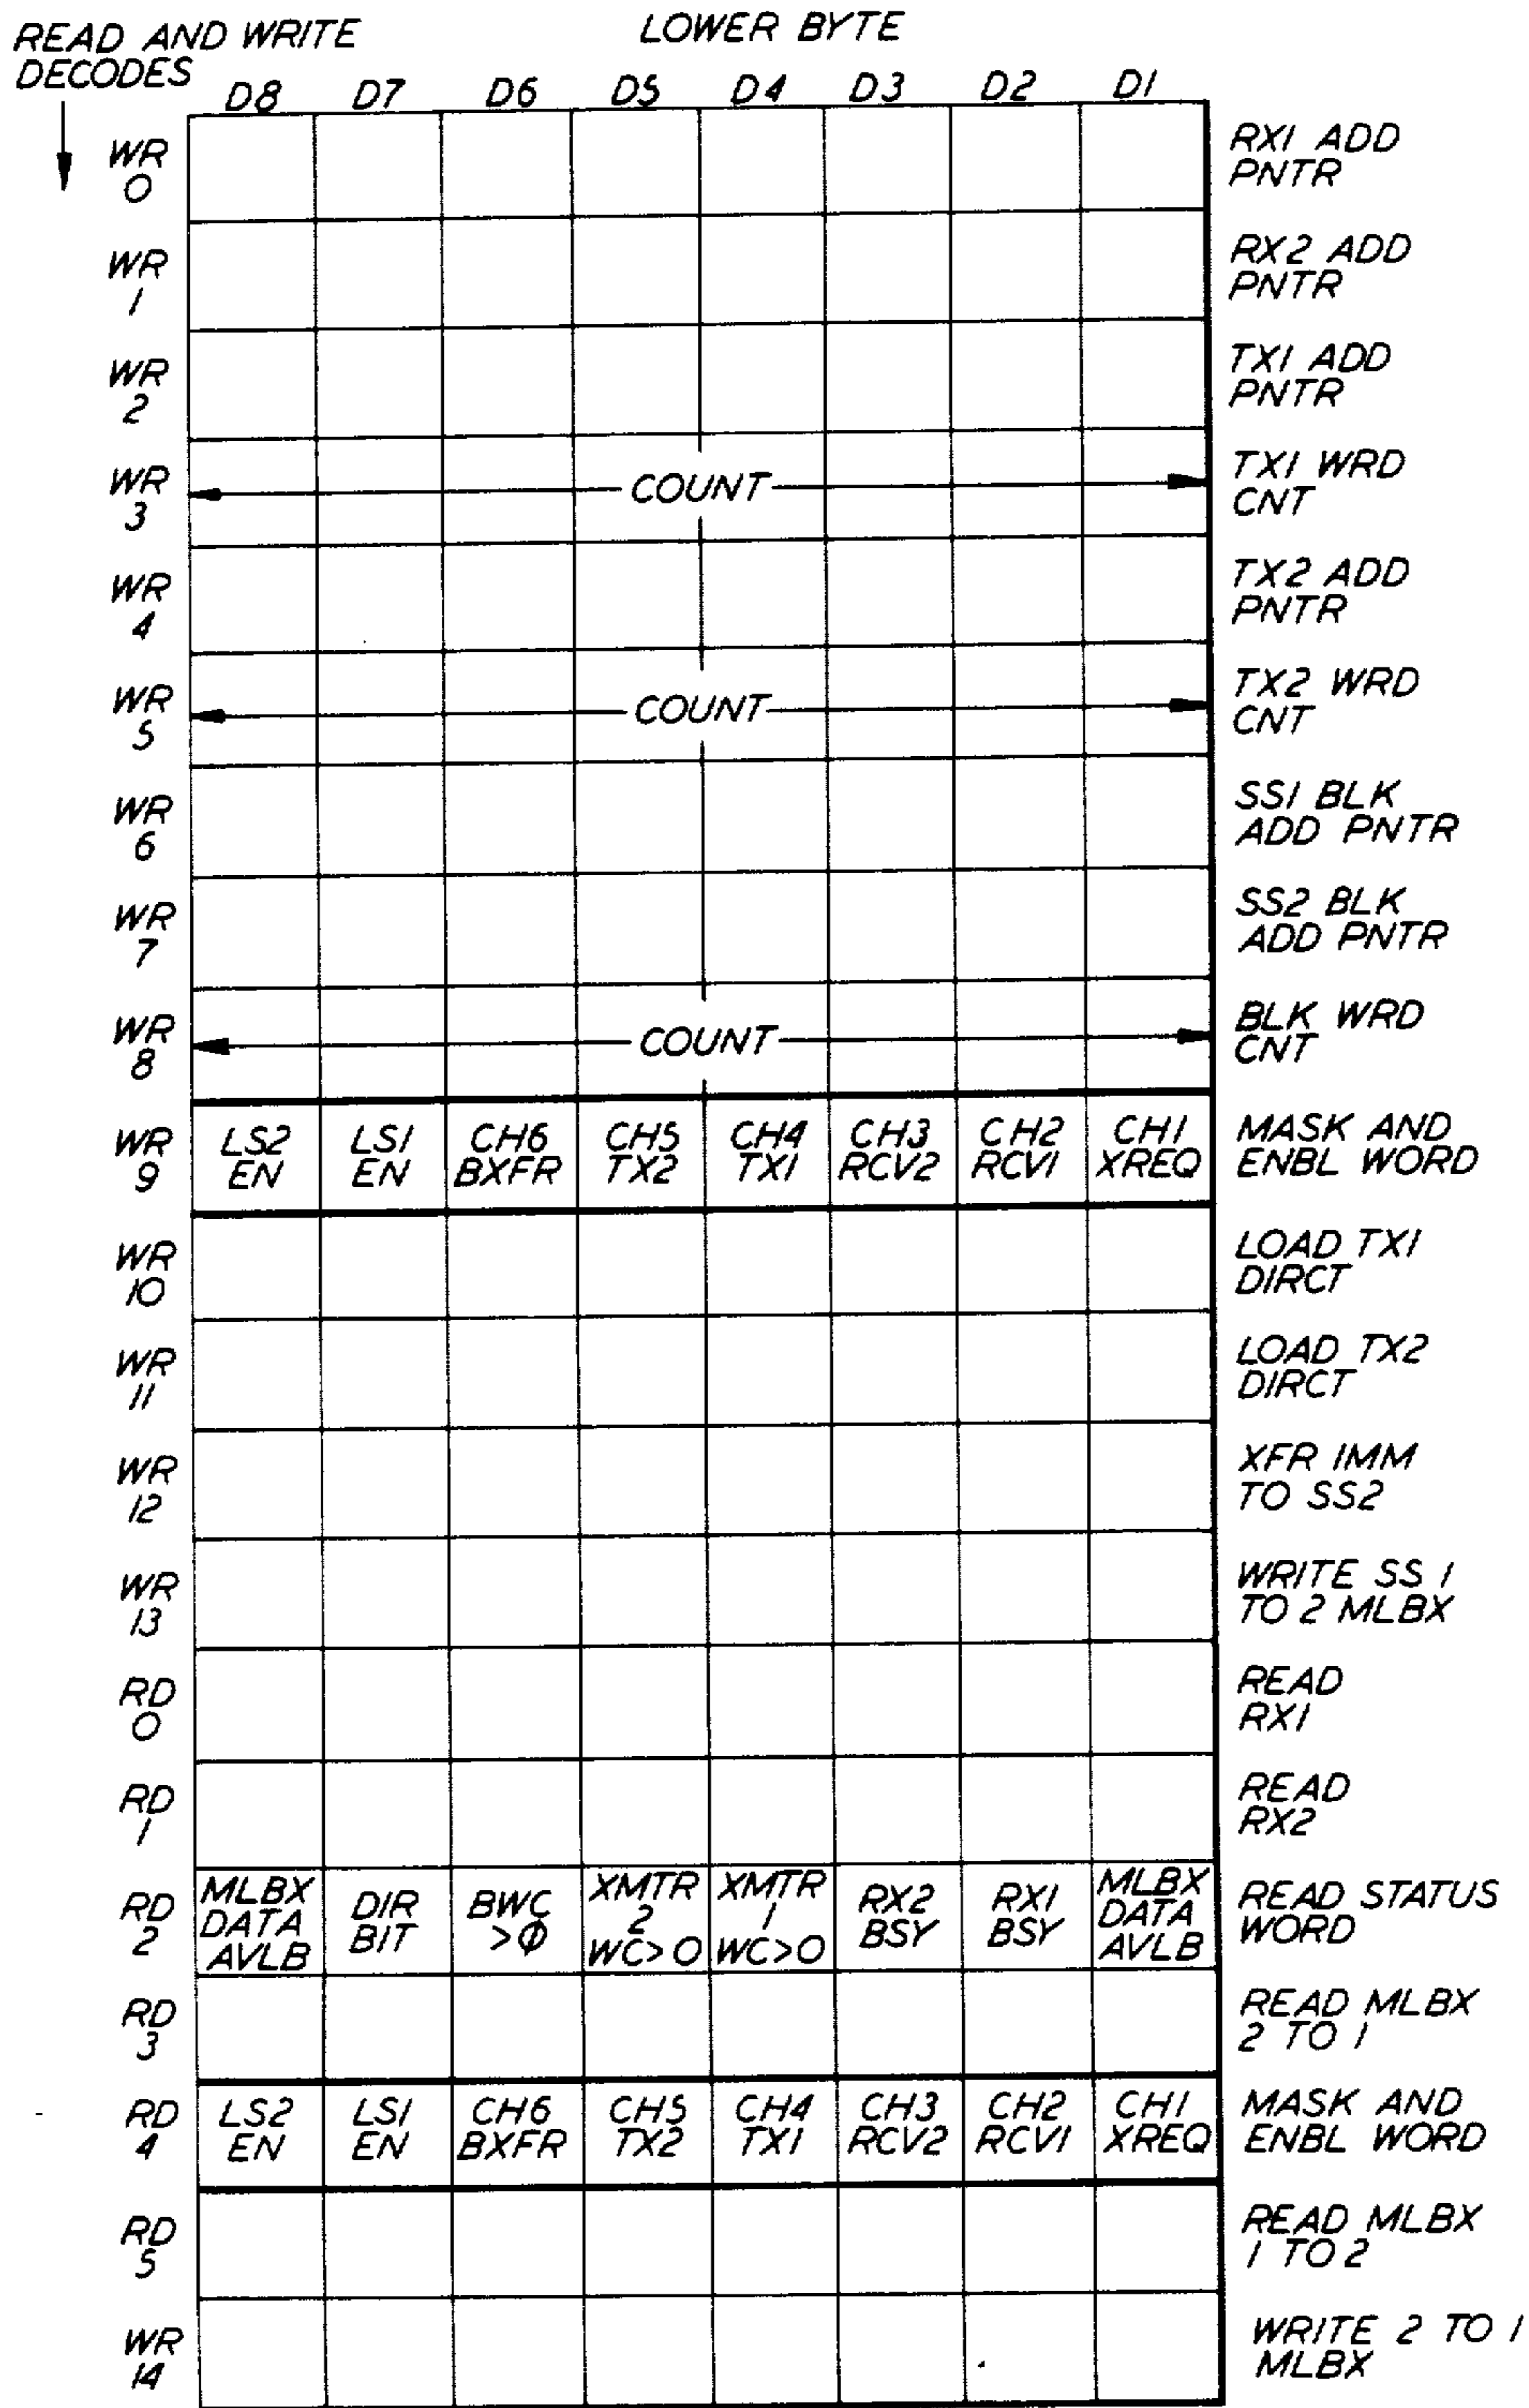 READ AND WRITE
DECODES
LOWER BYTE
D8 D7 D6 D5 D4 D3 D2 D1
WR
0
RX1 ADD
PNTR
WR
1
RX2 ADD
PNTR
WR
2
TX1 ADD
PNTR
WR
3
COUNT
TX1 WRD
CNT
WR
4
TX2 ADD
PNTR
WR
5
COUNT
TX2 WRD
CNT
WR
6
SS1 BLK
ADD PNTR
WR
7
SS2 BLK
ADD PNTR
WR
8
COUNT
BLK WRD
CNT
WR
9
LS2
EN
LS1
EN
CH6
BXFR
CH5
TX2
CH4
TX1
CH3
RCV2
CH2
RCV1
CH1
XREQ
MASK AND
ENBL WORD
WR
10
LOAD TX1
DIRCT
WR
11
LOAD TX2
DIRCT
WR
12
XFR IMM
TO SS2
WR
13
WRITE SS 1
TO 2 MLBX
RD
0
READ
RX1
RD
1
READ
RX2
RD
2
MLBX
DATA
AVLB
DIR
BIT
BWC
>Φ
XMTR
2
WC>0
XMTR
1
WC>0
RX2
BSY
RX1
BSY
MLBX
DATA
AVLB
READ STATUS
WORD
RD
3
READ MLBX
2 TO 1
RD
4
LS2
EN
LS1
EN
CH6
BXFR
CH5
TX2
CH4
TX1
CH3
RCV2
CH2
RCV1
CH1
XREQ
MASK AND
ENBL WORD
RD
5
READ MLBX
1 TO 2
WR
14
WRITE 2 TO 1
MLBX